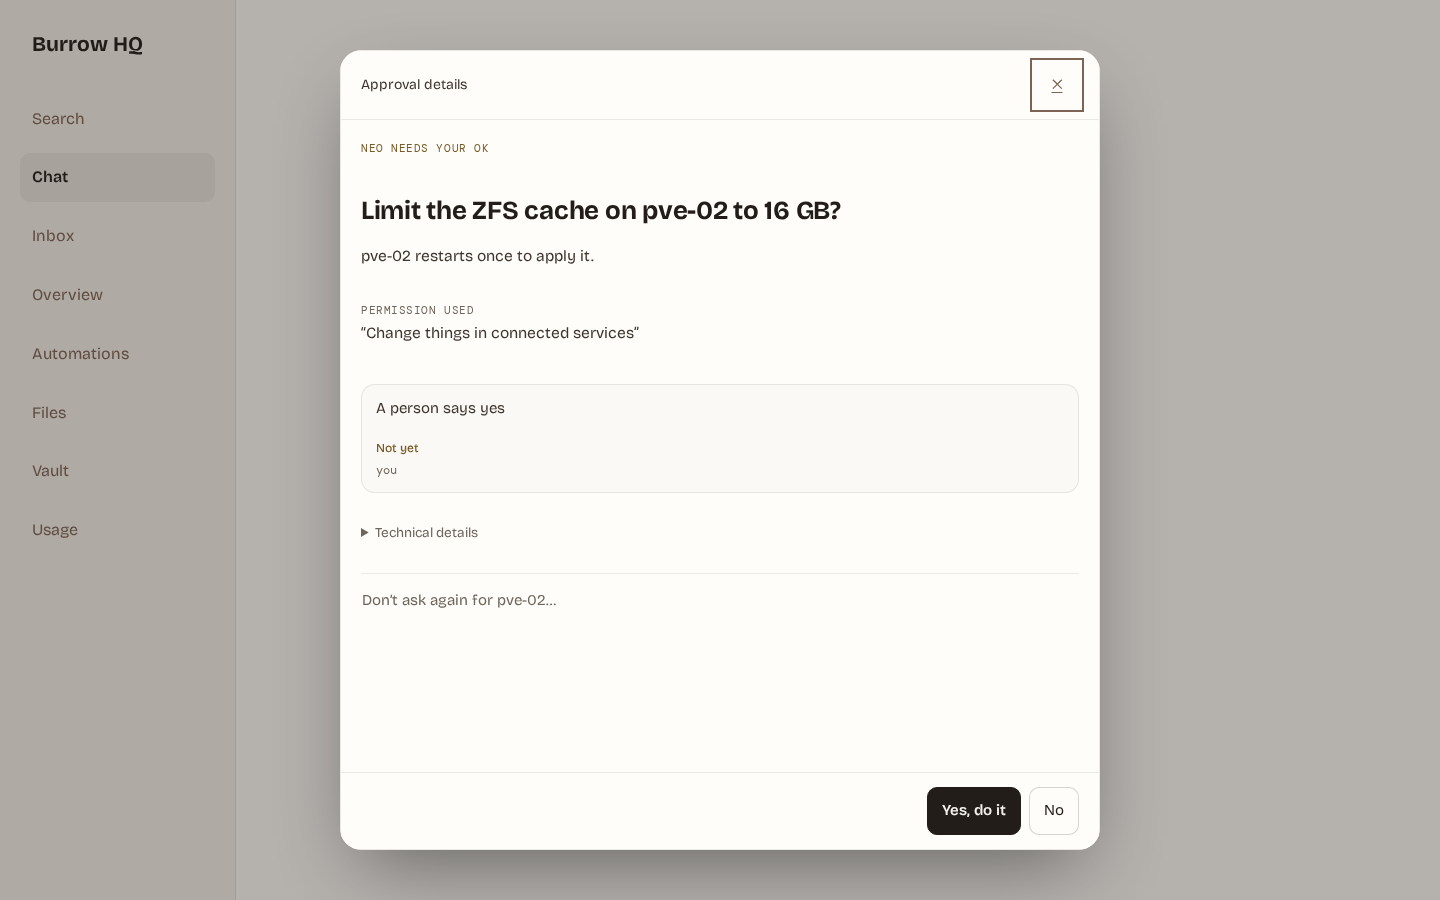 Burrow HQ
Search
Chat
Inbox
Overview
Automations
Files
Vault
Usage
Approval details
×
NEO NEEDS YOUR OK
Limit the ZFS cache on pve-02 to 16 GB?
pve-02 restarts once to apply it.
PERMISSION USED
“Change things in connected services”
A person says yes
Not yet
you
Technical details
Don’t ask again for pve-02…
Yes, do it
No